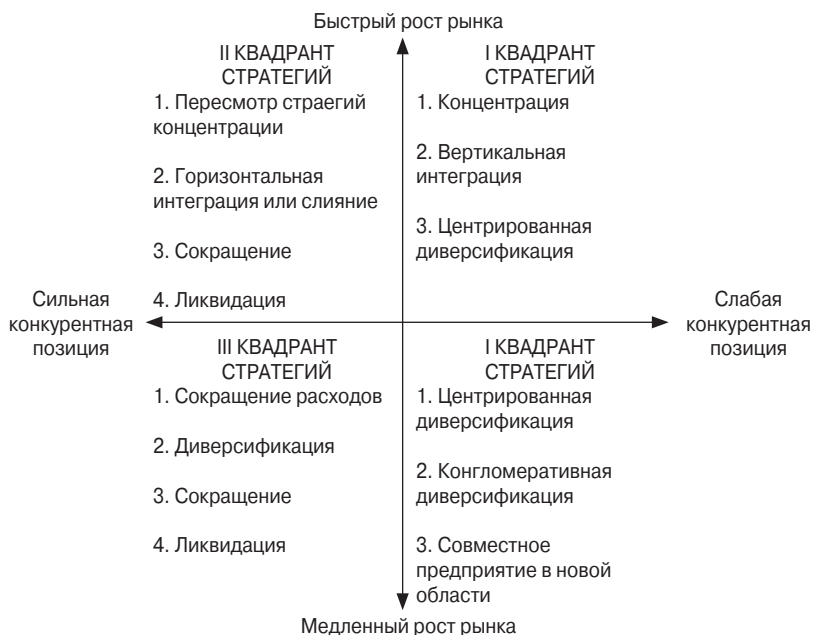 Быстрый рост рынка
II КВАДРАНТ
СТРАТЕГИЙ
1. Пересмотр страегий
концентрации
2. Горизонтальная
интеграция или слияние
3. Сокращение
4. Ликвидация
I КВАДРАНТ
СТРАТЕГИЙ
1. Концентрация
2. Вертикальная
интеграция
3. Центрированная
диверсификация
Сильная
конкурентная
позиция
Слабая
конкурентная
позиция
III КВАДРАНТ
СТРАТЕГИЙ
1. Сокращение расходов
2. Диверсификация
3. Сокращение
4. Ликвидация
I КВАДРАНТ
СТРАТЕГИЙ
1. Центрированная
диверсификация
2. Конгломеративная
диверсификация
3. Совместное
предприятие в новой
области
Медленный рост рынка